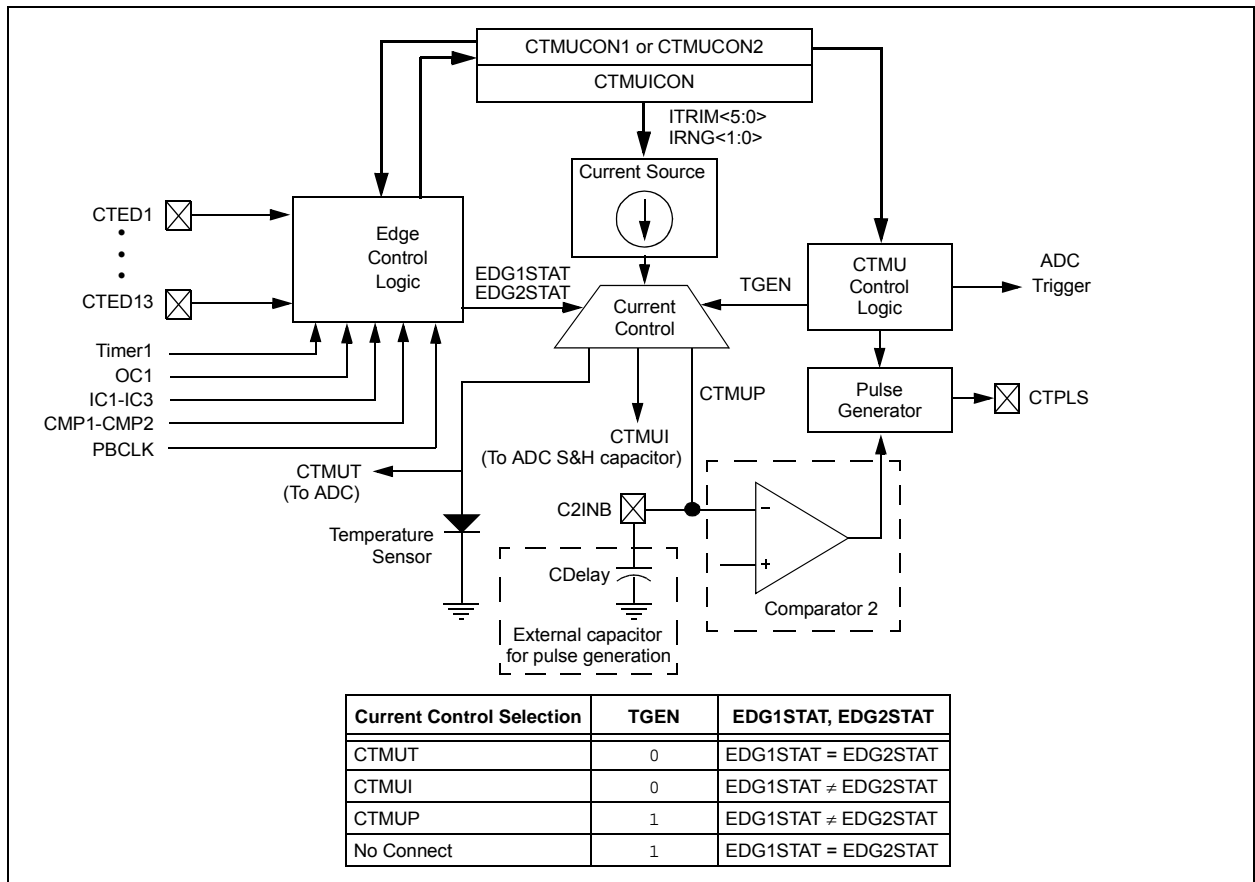 CTMUCON1 or CTMUCON2
CTMUICON
ITRIM<5:0>
IRNG<1:0>
Current Source
CTED1
CTED13
Edge
Control
Logic
EDG1STAT
EDG2STAT
Current
Control
TGEN
CTMU
Control
Logic
ADC
Trigger
Timer1
OC1
IC1-IC3
CMP1-CMP2
PBCLK
Pulse
Generator
CTPLS
CTMUP
CTMUI
(To ADC S&H capacitor)
CTMUT
(To ADC)
C2INB
Temperature
Sensor
CDelay
External capacitor
for pulse generation
−
+
Comparator 2
Current Control Selection TGEN EDG1STAT, EDG2STAT
CTMUT 0 EDG1STAT = EDG2STAT
CTMUI 0 EDG1STAT ≠ EDG2STAT
CTMUP 1 EDG1STAT ≠ EDG2STAT
No Connect 1 EDG1STAT = EDG2STAT